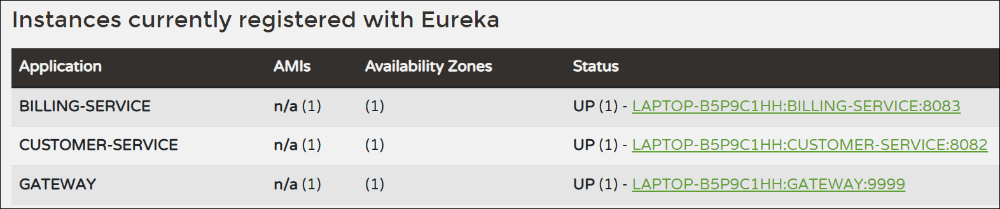 Instances currently registered with Eureka
Application AMIs Availability Zones Status
BILLING-SERVICE n/a (1) (1) UP (1) - LAPTOP-B5P9C1HH:BILLING-SERVICE:8083
CUSTOMER-SERVICE n/a (1) (1) UP (1) - LAPTOP-B5P9C1HH:CUSTOMER-SERVICE:8082
GATEWAY n/a (1) (1) UP (1) - LAPTOP-B5P9C1HH:GATEWAY:9999